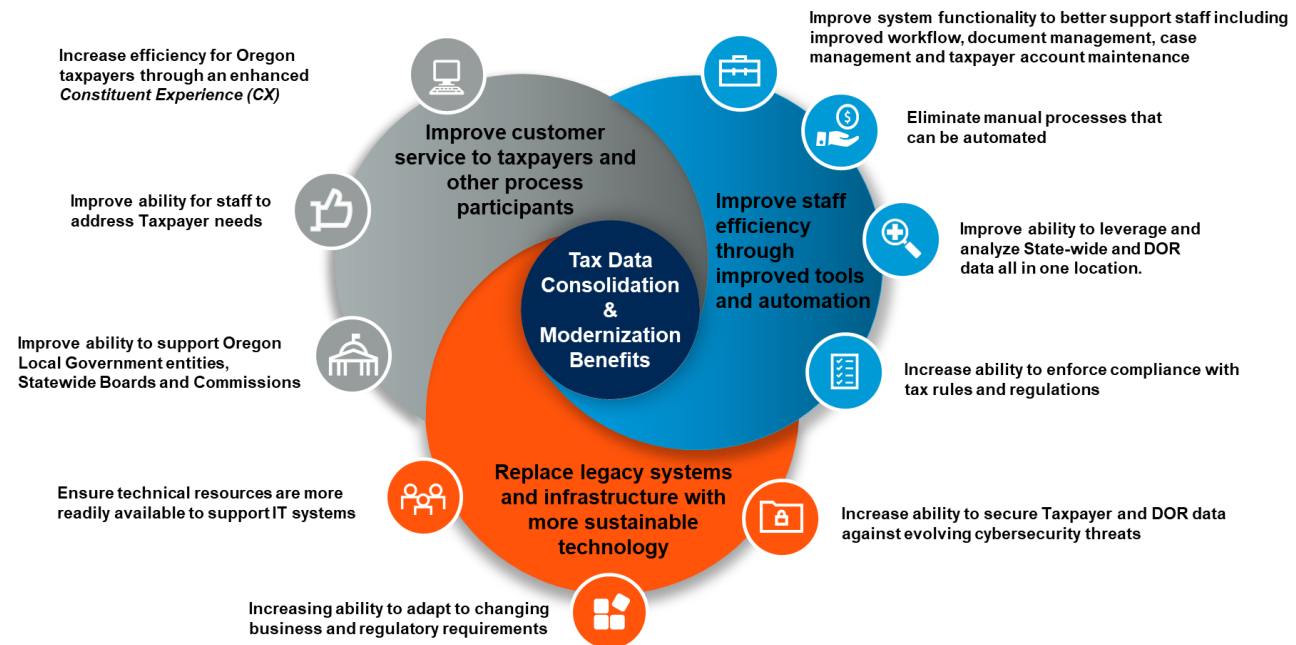 Increase efficiency for Oregon
taxpayers through an enhanced
Constituent Experience (CX)
Improve ability for staff to
address Taxpayer needs
Improve ability to support Oregon
Local Government entities,
Statewide Boards and Commissions
Improve customer
service to taxpayers and
other process
participants
Improve system functionality to better support staff including
improved workflow, document management, case
management and taxpayer account maintenance
$
Eliminate manual processes that
can be automated
Improve ability to leverage and
analyze State-wide and DOR
data all in one location.
Increase ability to enforce compliance with
tax rules and regulations
Improve staff
efficiency
through
improved tools
and automation
Tax Data
Consolidation
&
Modernization
Benefits
Replace legacy systems
and infrastructure with
more sustainable
technology
Ensure technical resources are more
readily available to support IT systems
Increasing ability to adapt to changing
business and regulatory requirements
Increase ability to secure Taxpayer and DOR data
against evolving cybersecurity threats